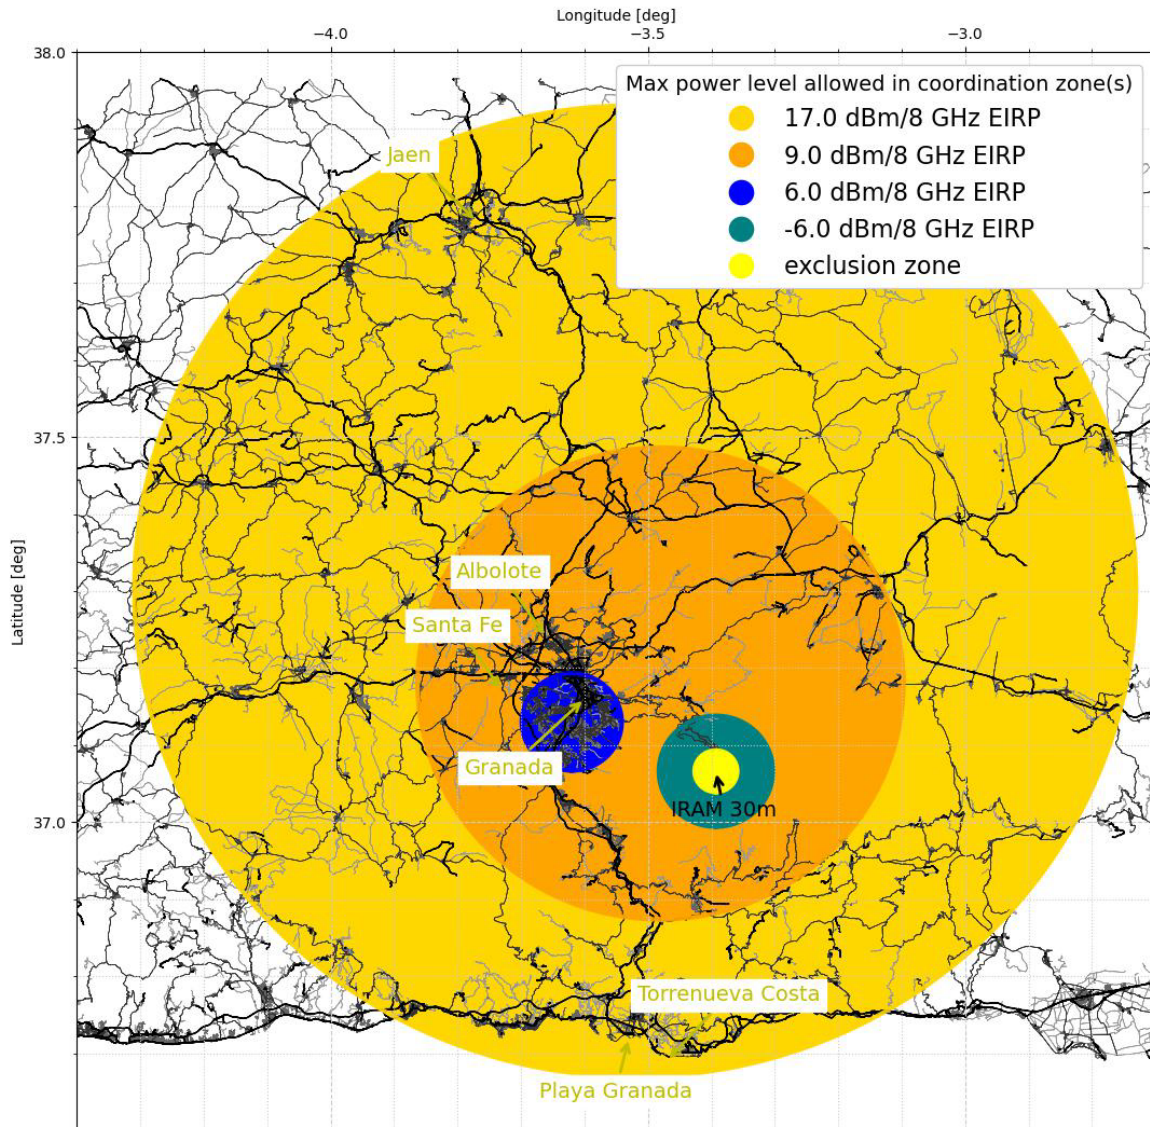 Longitude [deg]
−4.0 −3.5 −3.0
38.0
Max power level allowed in coordination zone(s)
17.0 dBm/8 GHz EIRP
9.0 dBm/8 GHz EIRP
6.0 dBm/8 GHz EIRP
-6.0 dBm/8 GHz EIRP
exclusion zone
Jaen
37.5
Latitude [deg]
Albolote
Santa Fe
Granada
IRAM 30m
37.0
Torrenueva Costa
Playa Granada